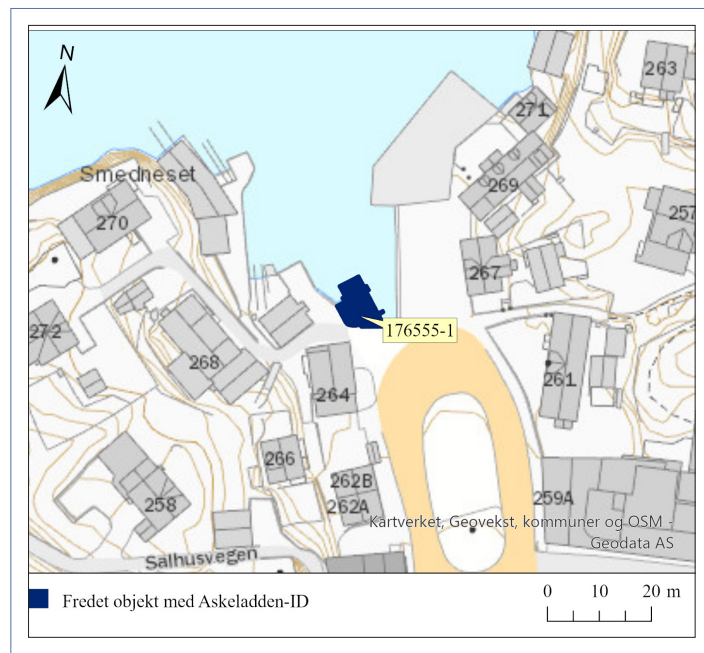 N
263
271
Smedneset
269
257
270
267
272
176555-1
268
264
261
266
262B
262A
258
259A
Kartverket, Geovekst, kommuner og OSM -
Geodata AS
Salhusvegen
Fredet objekt med Askeladden-ID
0 10 20 m